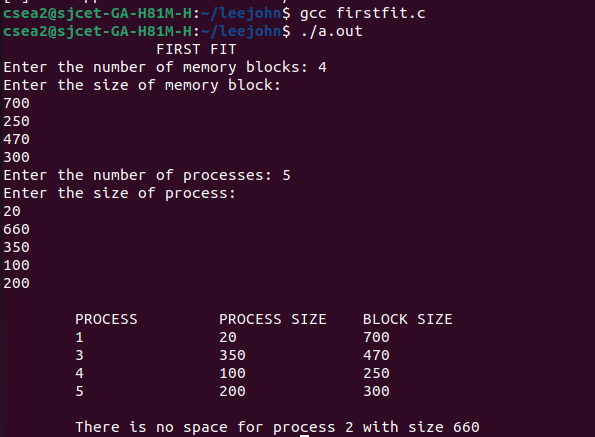 csea2@sjcet-GA-H81M-H:~/leejohn$ gcc firstfit.c
csea2@sjcet-GA-H81M-H:~/leejohn$ ./a.out
FIRST FIT
Enter the number of memory blocks: 4
Enter the size of memory block:
700
250
470
300
Enter the number of processes: 5
Enter the size of process:
20
660
350
100
200
PROCESS PROCESS SIZE BLOCK SIZE
1 20 700
3 350 470
4 100 250
5 200 300
There is no space for process 2 with size 660